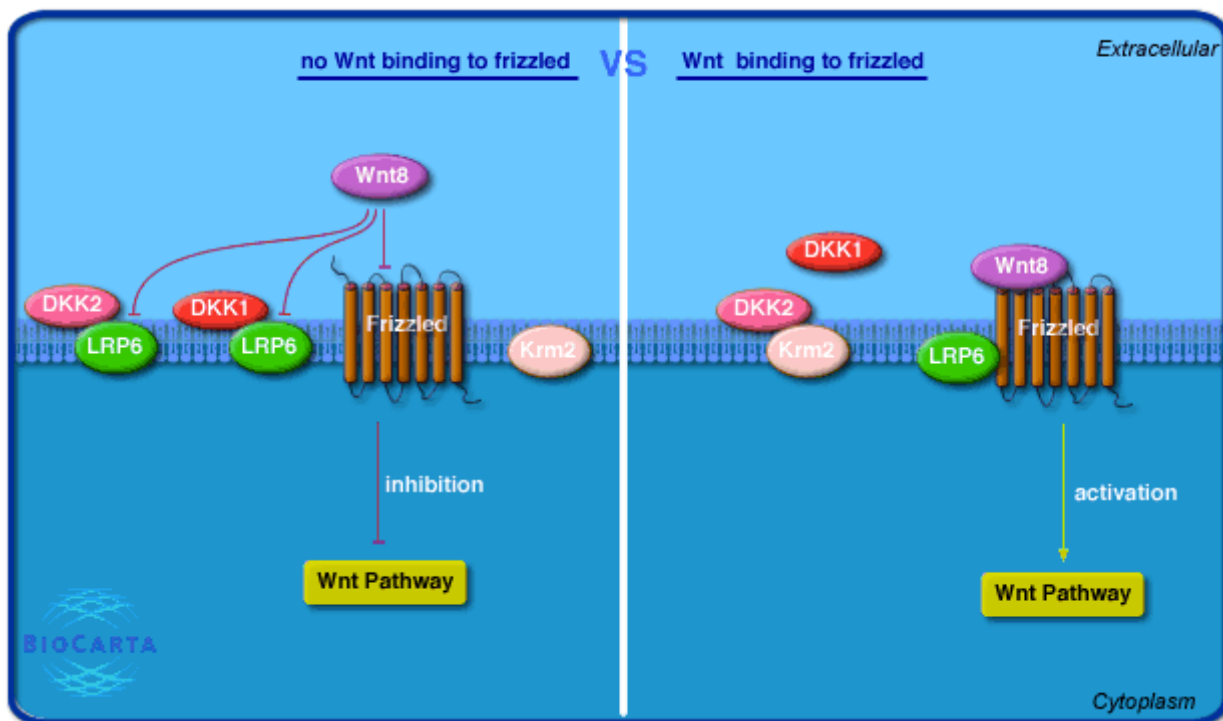 Extracellular
no Wnt binding to frizzled VS Wnt binding to frizzled
Wnt8
DKK2
LRP6
DKK1
LRP6
Frizzled
Krm2
inhibition
Wnt Pathway
DKK1
Wnt8
DKK2
Krm2
LRP6
Frizzled
activation
Wnt Pathway
BIOCARTA
Cytoplasm